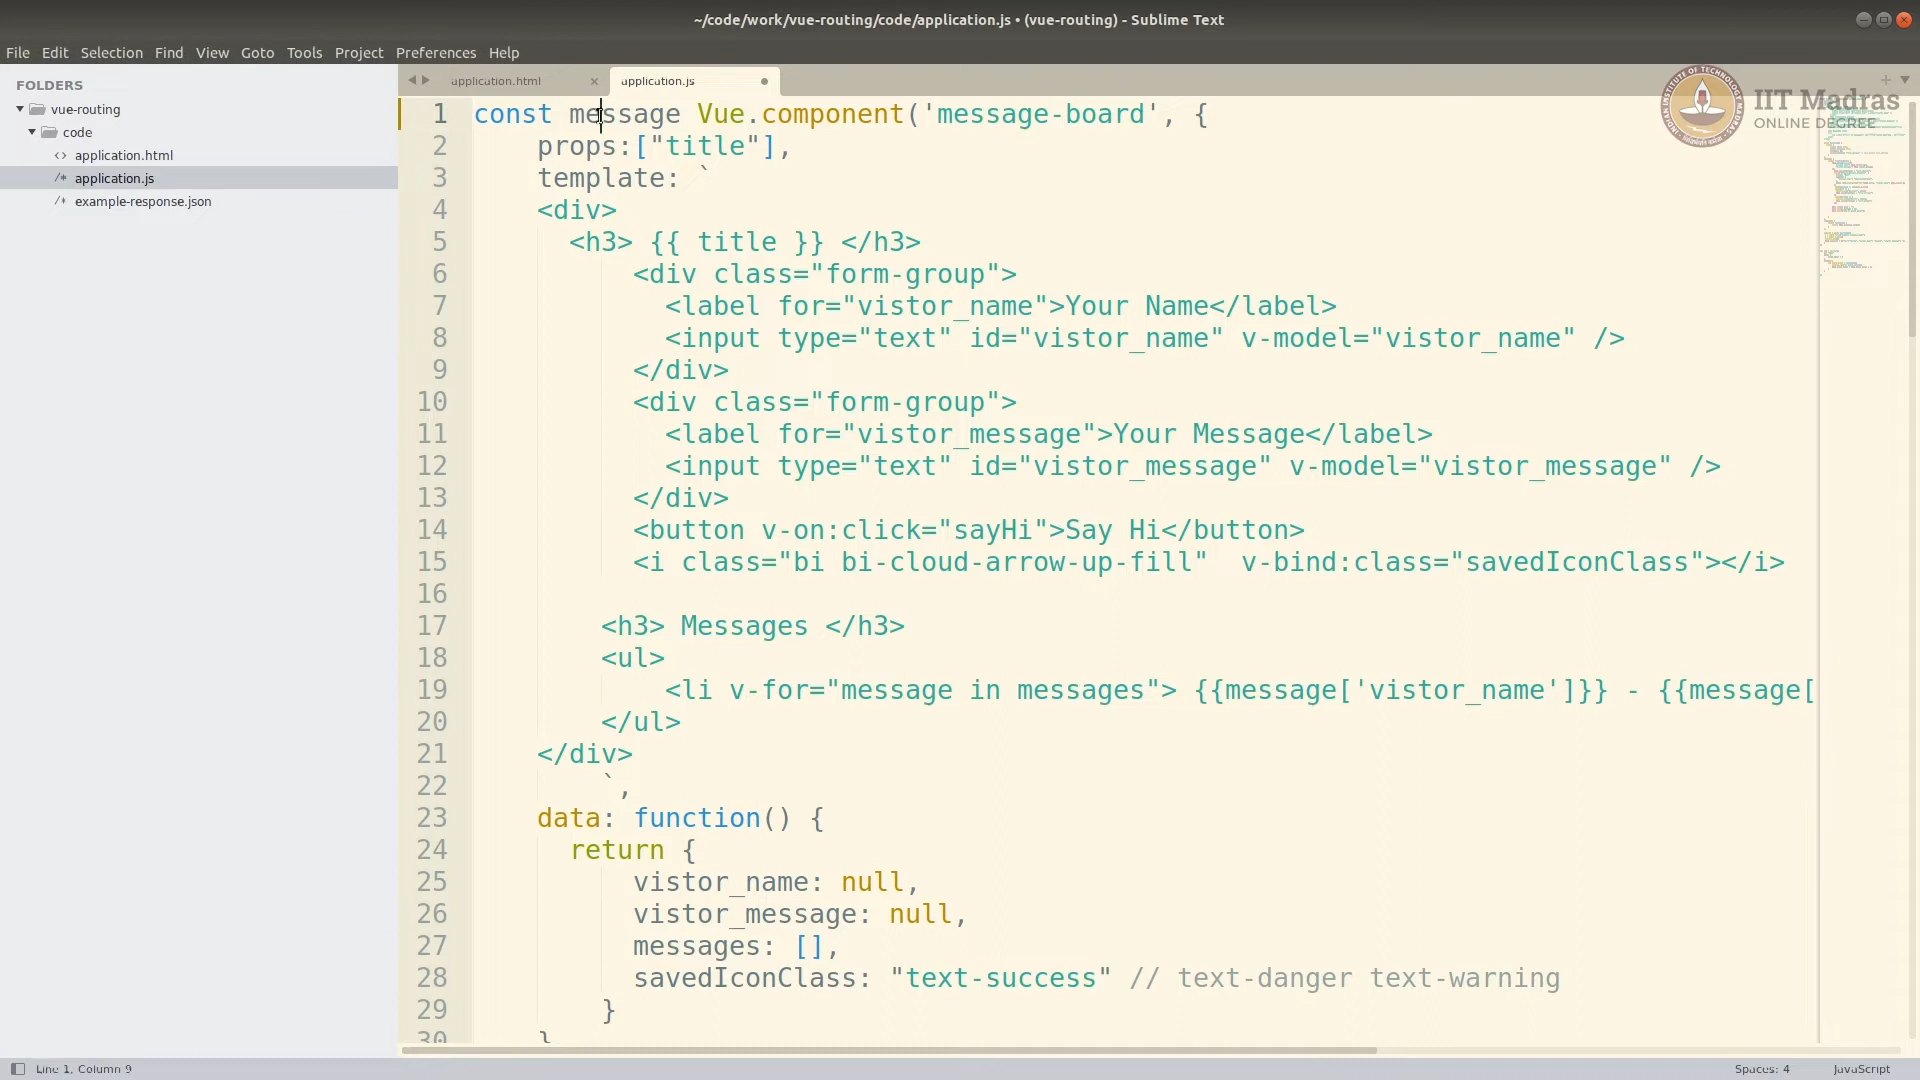 ~/code/work/vue-routing/code/application.js • (vue-routing) - Sublime Text
File Edit Selection Find View Goto Tools Project Preferences Help
FOLDERS
vue-routing
code
application.html
application.js
example-response.json
application.html
application.js
IIT Madras
ONLINE DEGREE
1 const message Vue.component('message-board', {
2 props:["title"],
3 template: `
4 <div>
5 <h3> {{ title }} </h3>
6 <div class="form-group">
7 <label for="vistor_name">Your Name</label>
8 <input type="text" id="vistor_name" v-model="vistor_name" />
9 </div>
10 <div class="form-group">
11 <label for="vistor_message">Your Message</label>
12 <input type="text" id="vistor_message" v-model="vistor_message" />
13 </div>
14 <button v-on:click="sayHi">Say Hi</button>
15 <i class="bi bi-cloud-arrow-up-fill"  v-bind:class="savedIconClass"></i>
16
17 <h3> Messages </h3>
18 <ul>
19 <li v-for="message in messages"> {{message['vistor_name']}} - {{message[
20 </ul>
21 </div>
22 `,
23 data: function() {
24 return {
25 vistor_name: null,
26 vistor_message: null,
27 messages: [],
28 savedIconClass: "text-success" // text-danger text-warning
29 }
30 }
Line 1, Column 9
Spaces: 4 JavaScript